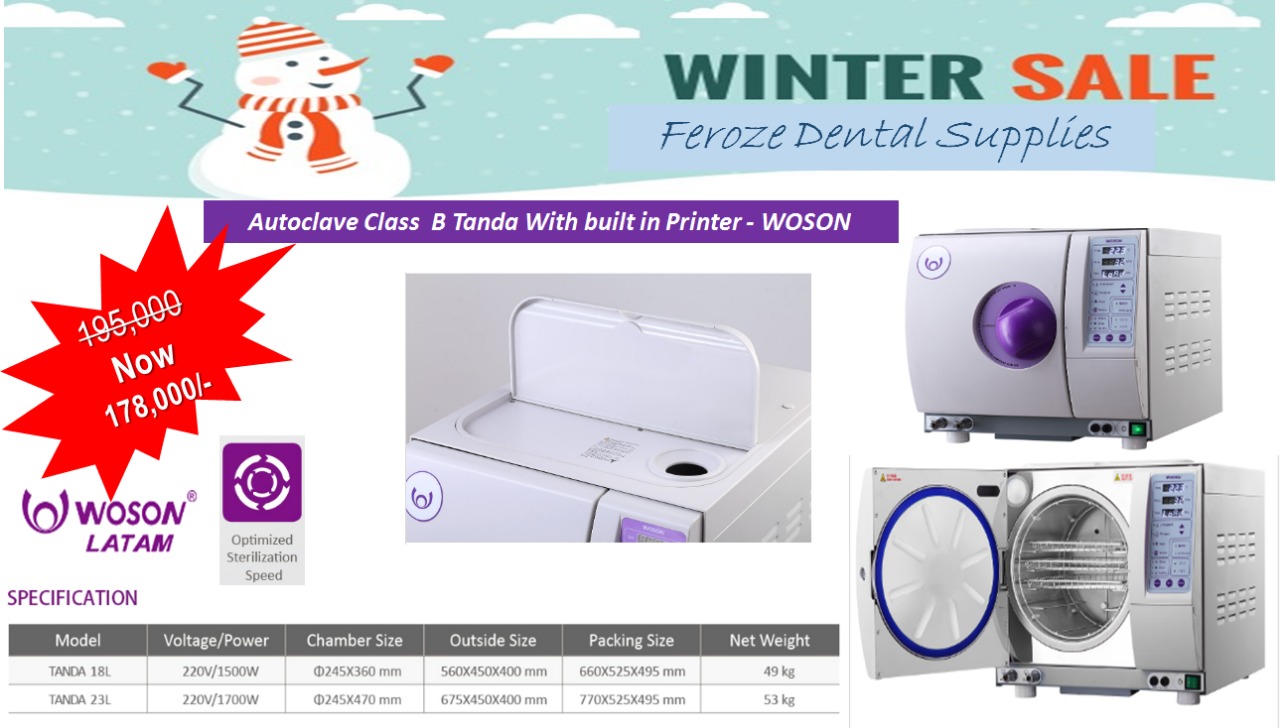 WINTER SALE
Feroze Dental Supplies
Autoclave Class B Tanda With built in Printer - WOSON
195,000
Now
178,000/-
WOSON®
LATAM
Optimized
Sterilization
Speed
WOSON
WOSON
SPECIFICATION
Model Voltage/Power Chamber Size Outside Size Packing Size Net Weight
TANDA 18L 220V/1500W Φ245X360 mm 560X450X400 mm 660X525X495 mm 49 kg
TANDA 23L 220V/1700W Φ245X470 mm 675X450X400 mm 770X525X495 mm 53 kg